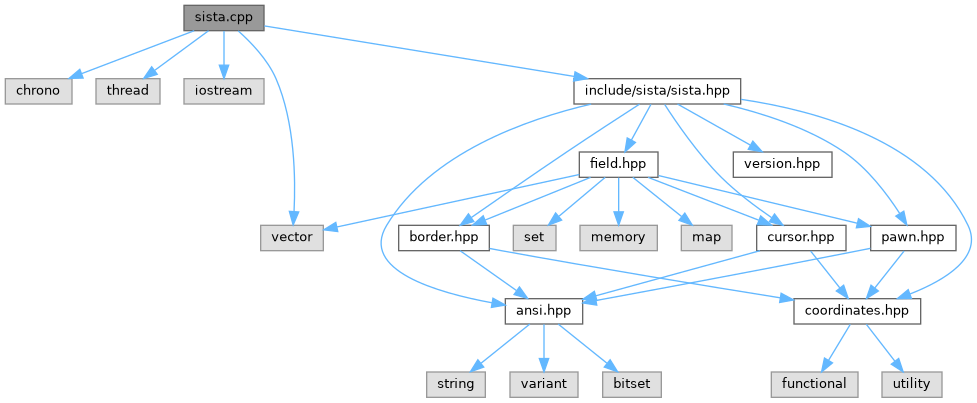 sista.cpp
chrono
thread
iostream
include/sista/sista.hpp
field.hpp
version.hpp
vector
border.hpp
set
memory
map
cursor.hpp
pawn.hpp
ansi.hpp
coordinates.hpp
string
variant
bitset
functional
utility